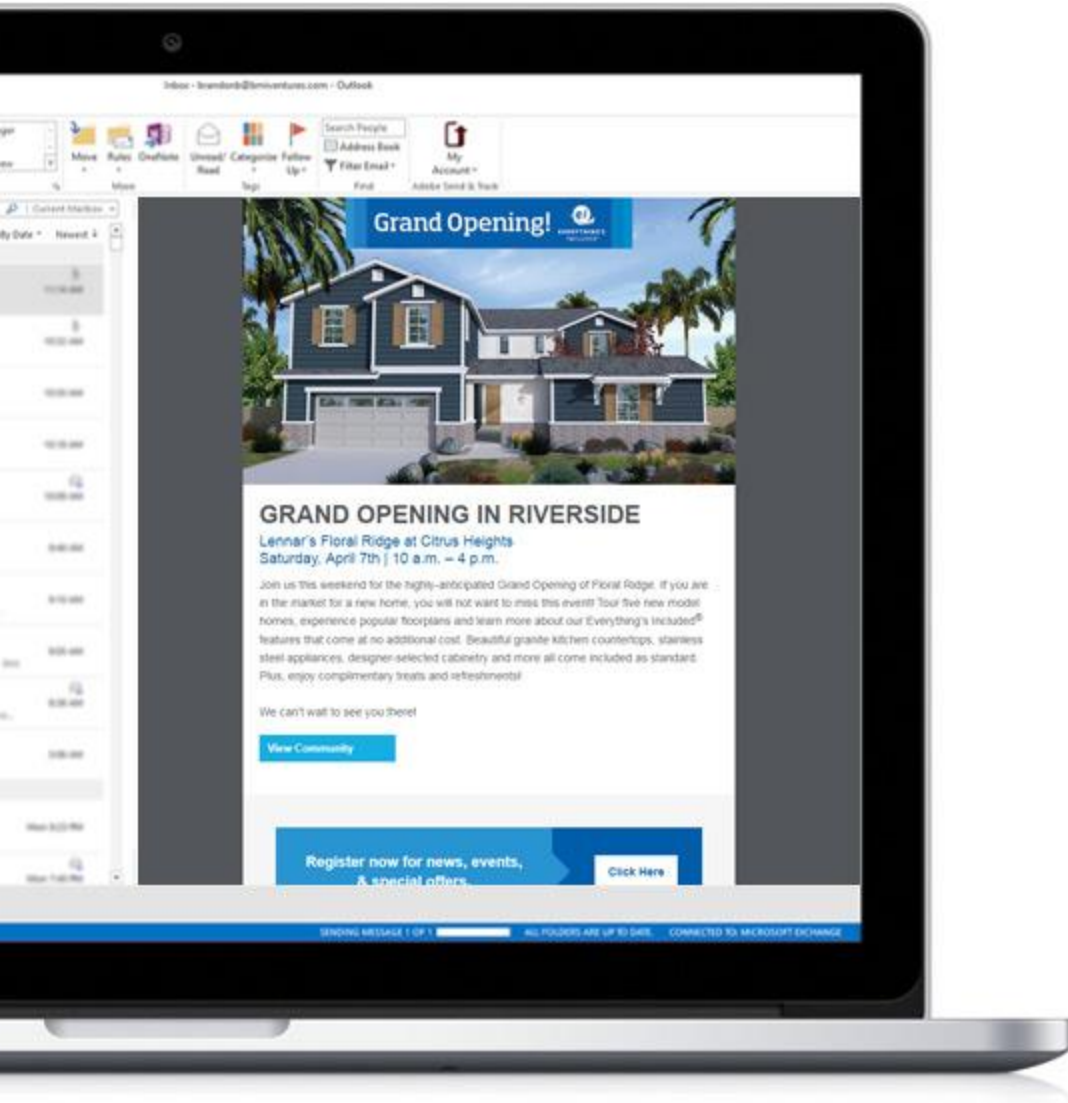 Inbox - brandonb@bmiventures.com - Outlook
Move
Rules
OneNote
Unread/
Read
Categorize
Follow
Up
Search People
Address Book
Filter Email
My
Account
Move
Tags
Find
Adobe Send & Track
Current Mailbox
By Date
Newest
Grand Opening!
EVERYTHING'S
INCLUDED
GRAND OPENING IN RIVERSIDE
Lennar's Floral Ridge at Citrus Heights
Saturday, April 7th | 10 a.m. – 4 p.m.
Join us this weekend for the highly-anticipated Grand Opening of Floral Ridge. If you are
in the market for a new home, you will not want to miss this event! Tour five new model
homes, experience popular floorplans and learn more about our Everything's Included®
features that come at no additional cost. Beautiful granite kitchen countertops, stainless
steel appliances, designer-selected cabinetry and more all come included as standard.
Plus, enjoy complimentary treats and refreshments!
We can't wait to see you there!
View Community
Register now for news, events,
& special offers.
Click Here
SENDING MESSAGE 1 OF 1
ALL FOLDERS ARE UP TO DATE.
CONNECTED TO: MICROSOFT EXCHANGE